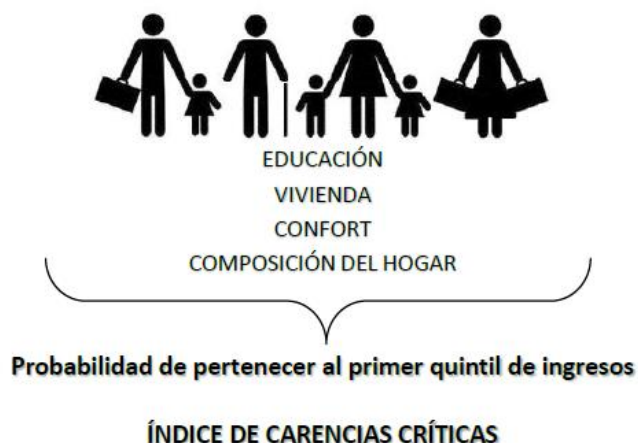 EDUCACIÓN
VIVIENDA
CONFORT
COMPOSICIÓN DEL HOGAR
Probabilidad de pertenecer al primer quintil de ingresos
ÍNDICE DE CARENCIAS CRÍTICAS